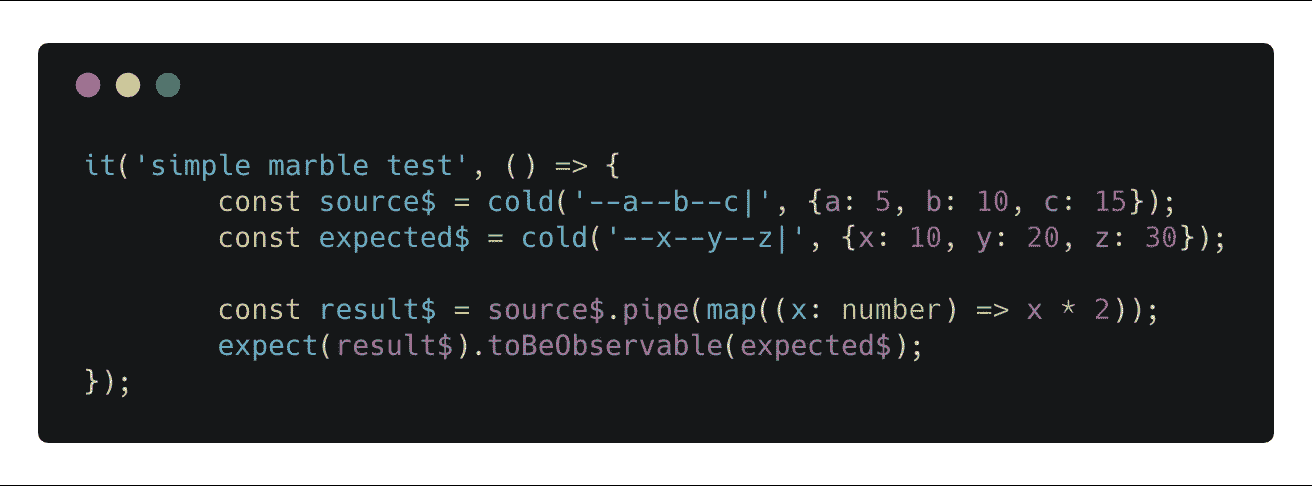 it('simple marble test', () => {
        const source$ = cold('--a--b--c|', {a: 5, b: 10, c: 15});
        const expected$ = cold('--x--y--z|', {x: 10, y: 20, z: 30});

        const result$ = source$.pipe(map((x: number) => x * 2));
        expect(result$).toBeObservable(expected$);
});